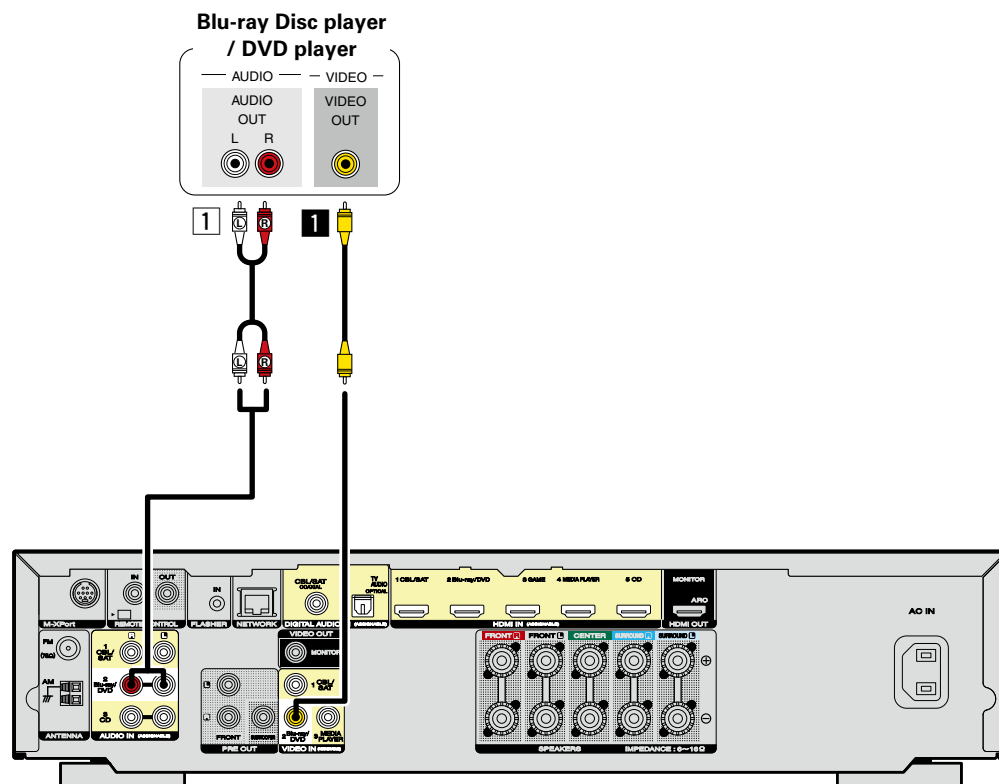 Blu-ray Disc player
/ DVD player
AUDIO VIDEO
AUDIO OUT
VIDEO OUT
L R
1 L R 1
L R
IN OUT
IN
M-XPort
REMOTE CONTROL
FLASHER
NETWORK
CBL/SAT
COAXIAL
TV AUDIO
OPTICAL
DIGITAL AUDIO
(ASSIGNABLE)
1 CBL/SAT
2 Blu-ray/DVD
3 GAME
4 MEDIA PLAYER
5 CD
HDMI IN (ASSIGNABLE)
MONITOR
ARC
HDMI OUT
AC IN
FM
(75Ω)
AM
ANTENNA
R L
1 CBL/SAT
2 Blu-ray/DVD
3 CD
AUDIO IN (ASSIGNABLE)
L
R
FRONT
PRE OUT
VIDEO OUT
MONITOR
1 CBL/SAT
2 Blu-ray/DVD
3 MEDIA PLAYER
VIDEO IN
FRONT R
FRONT L
CENTER
SURROUND R
SURROUND L
SPEAKERS
IMPEDANCE : 6~16Ω